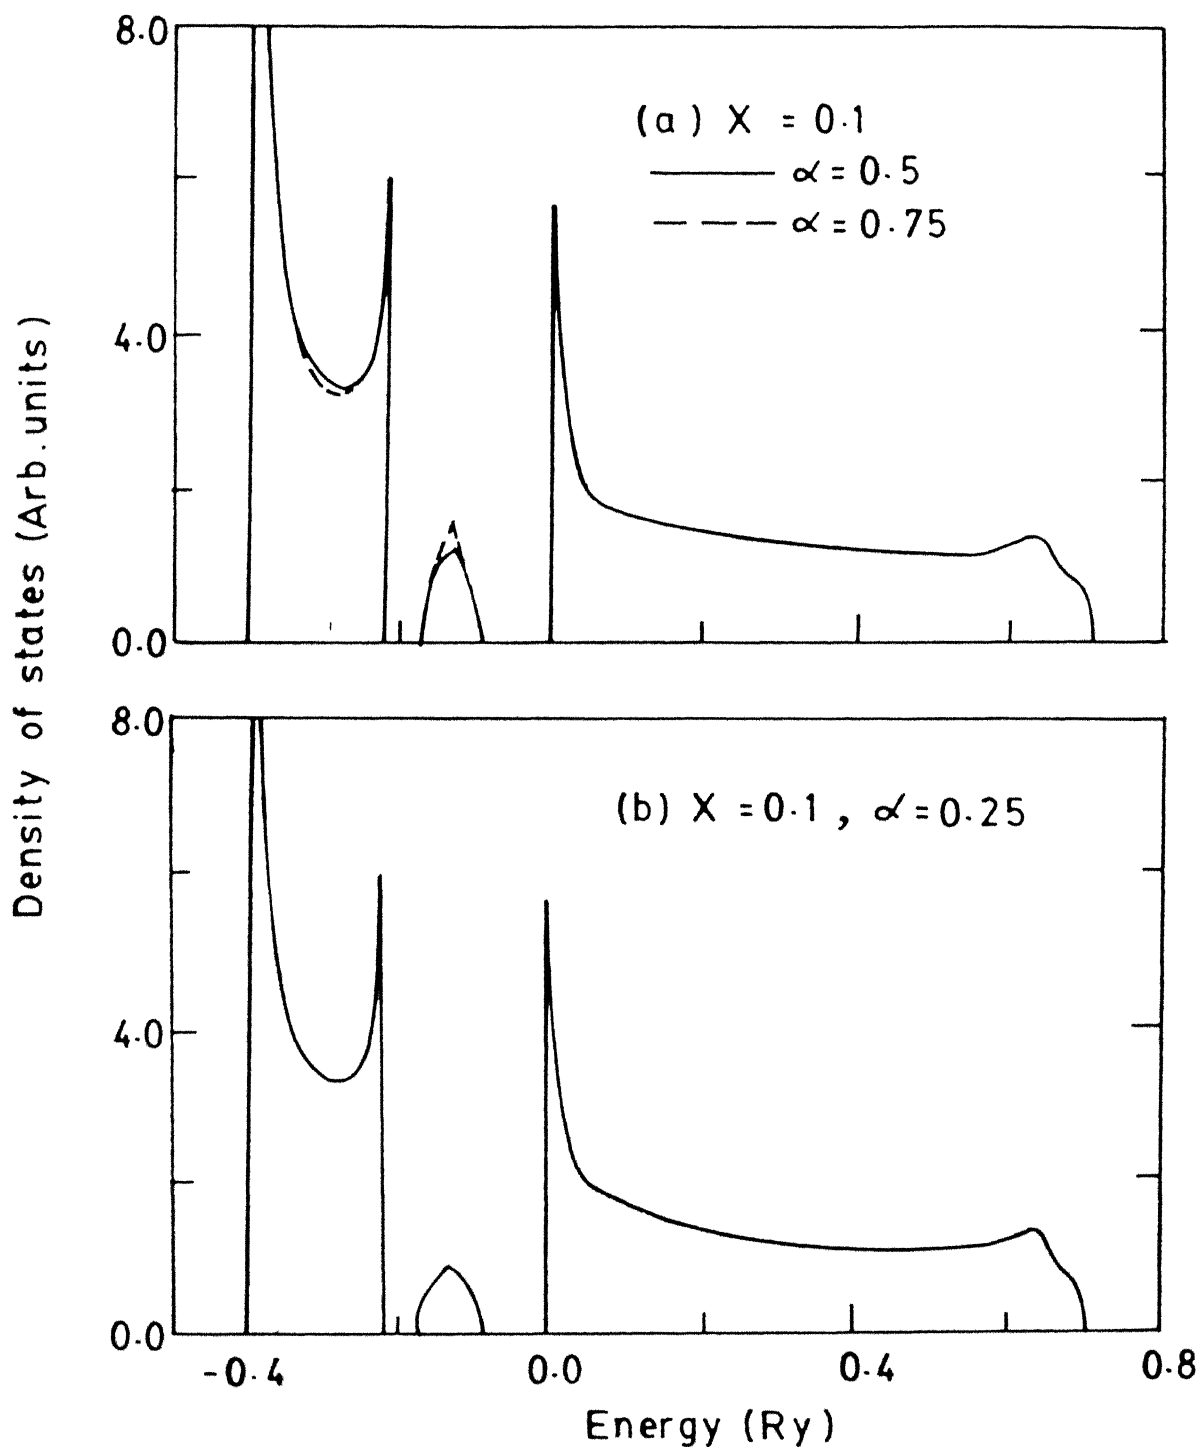 8.0
(a) X = 0.1
α = 0.5
α = 0.75
4.0
0.0
Density of states (Arb.units)
8.0
(b) X = 0.1, α = 0.25
4.0
0.0
-0.4 0.0 0.4 0.8
Energy (Ry)